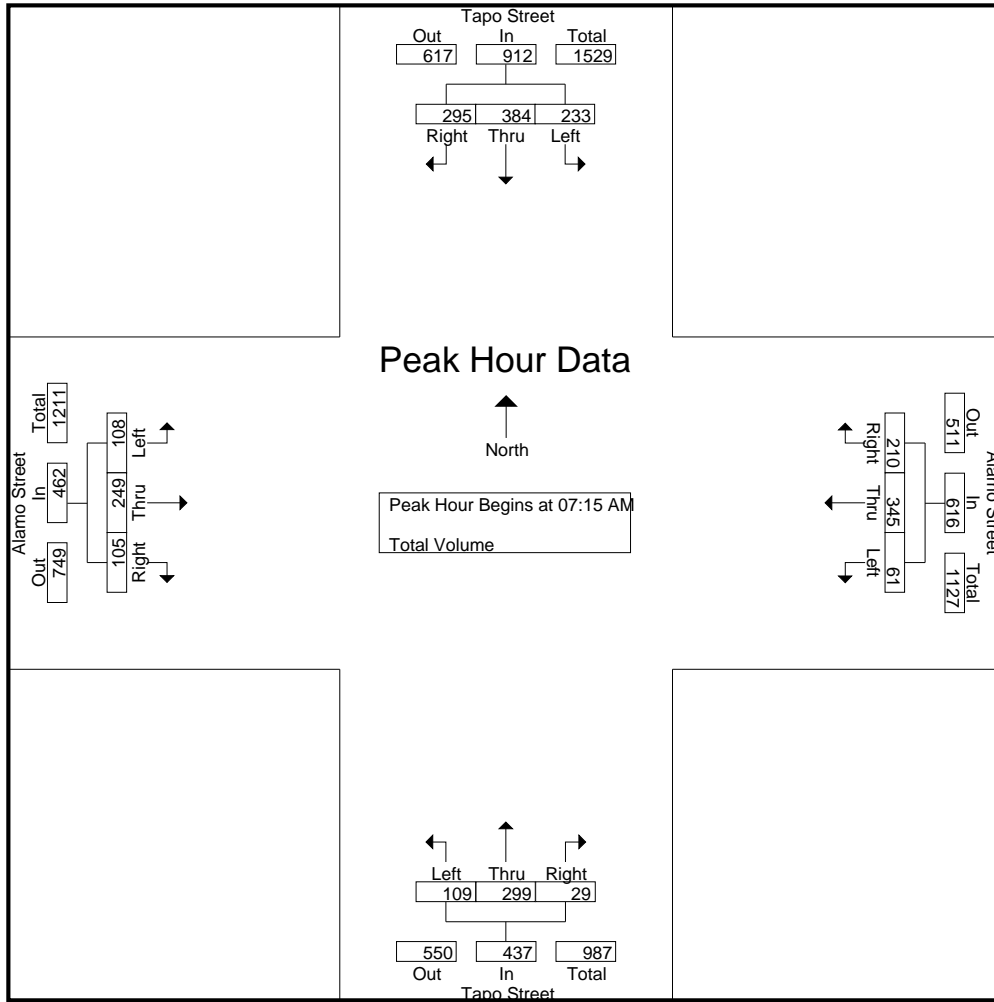 Tapo Street
Out In Total
617 912 1529
295 384 233
Right Thru Left
Peak Hour Data
North
Peak Hour Begins at 07:15 AM
Total Volume
Alamo Street
Total In Out
1211 462 749
108 249 105
Left Thru Right
Right Thru Left
210 345 61
Out In Total
511 616 1127
Alamo Street
Left Thru Right
109 299 29
550 437 987
Out In Total
Tapo Street